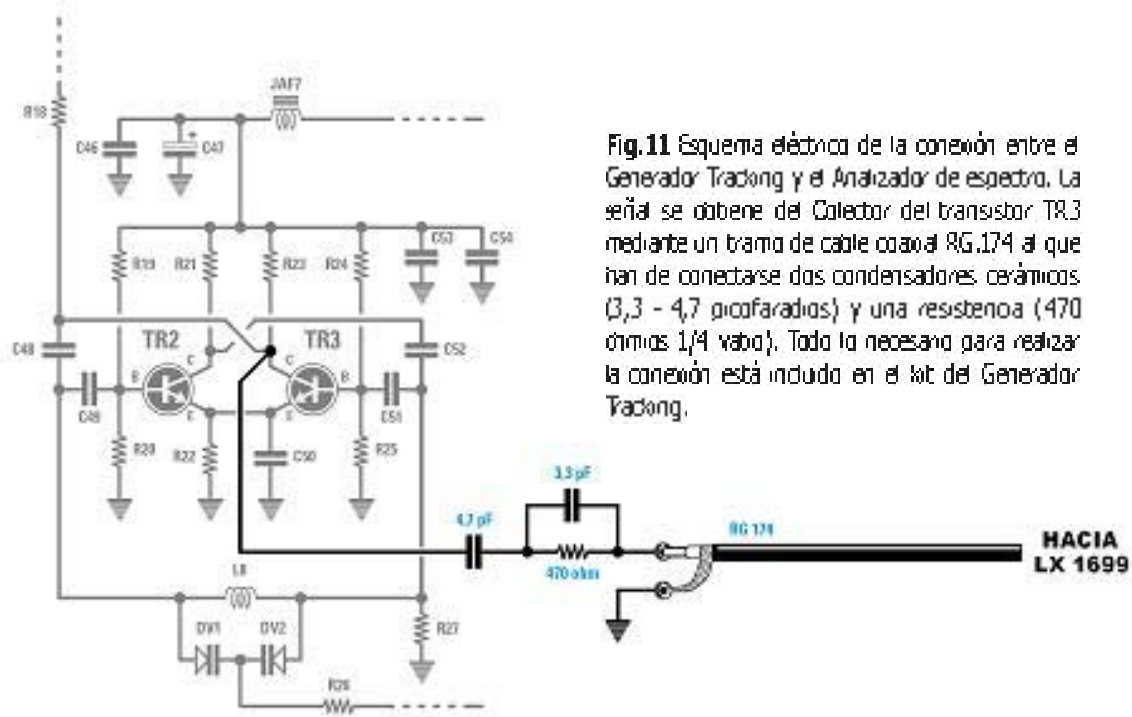 R18
JAF7
C46
+
C47
Fig.11 Esquema eléctrico de la conexión entre el
Generador Tracking y el Analizador de espectro. La
señal se obtiene del Colector del transistor TR3
mediante un tramo de cable coaxial RG.174 al que
han de conectarse dos condensadores cerámicos
(3,3 - 4,7 picofaradios) y una resistencia (470
ohmios 1/4 vatio). Todo lo necesario para realizar
la conexión está incluido en el kit del Generador
Tracking.
R19
R21
R23
R24
C53
C54
C48
TR2
TR3
C52
C
C
B
B
C49
E
E
C51
R20
R22
C50
R25
3,3 pF
4,7 pF
470 ohm
RG 174
HACIA
LX 1699
L8
DV1
DV2
R27
R26